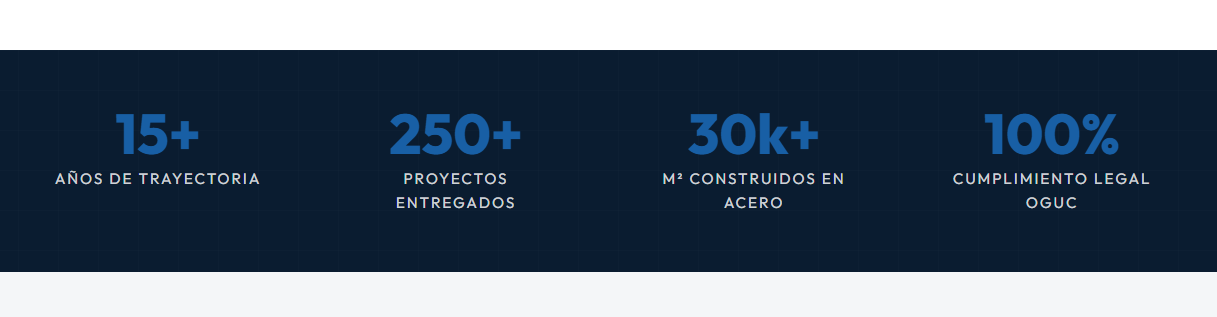 15+
250+
30k+
100%
AÑOS DE TRAYECTORIA
PROYECTOS
ENTREGADOS
M² CONSTRUIDOS EN
ACERO
CUMPLIMIENTO LEGAL
OGUC